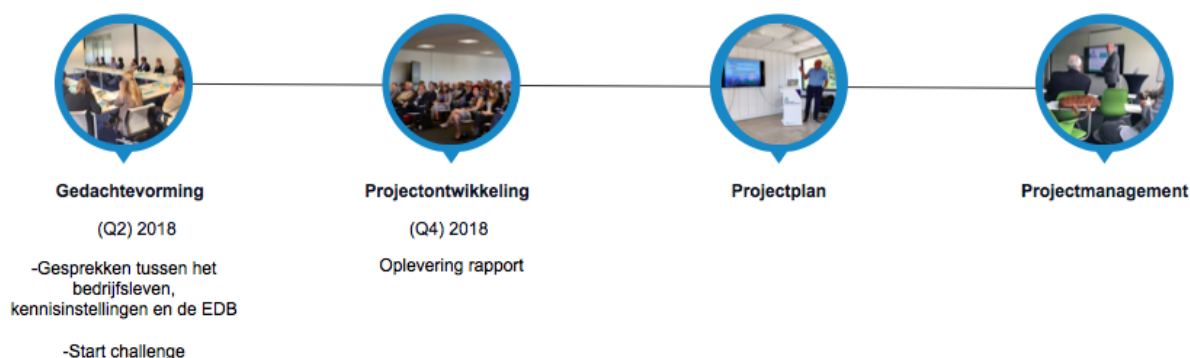 Gedachtevorming
(Q2) 2018
-Gesprekken tussen het
bedrijfsleven,
kennisinstellingen en de EDB
-Start challenge
Projectontwikkeling
(Q4) 2018
Oplevering rapport
Projectplan
Projectmanagement